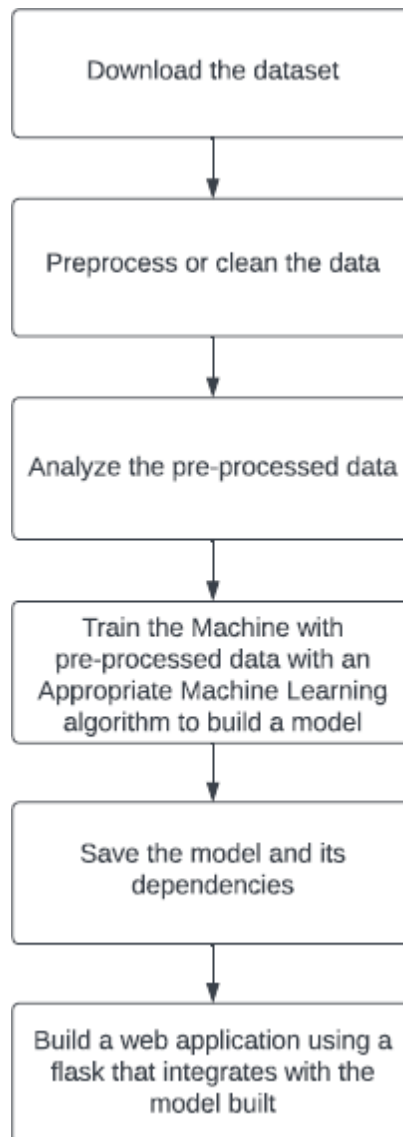 Download the dataset
Preprocess or clean the data
Analyze the pre-processed data
Train the Machine with
pre-processed data with an
Appropriate Machine Learning
algorithm to build a model
Save the model and its
dependencies
Build a web application using a
flask that integrates with the
model built